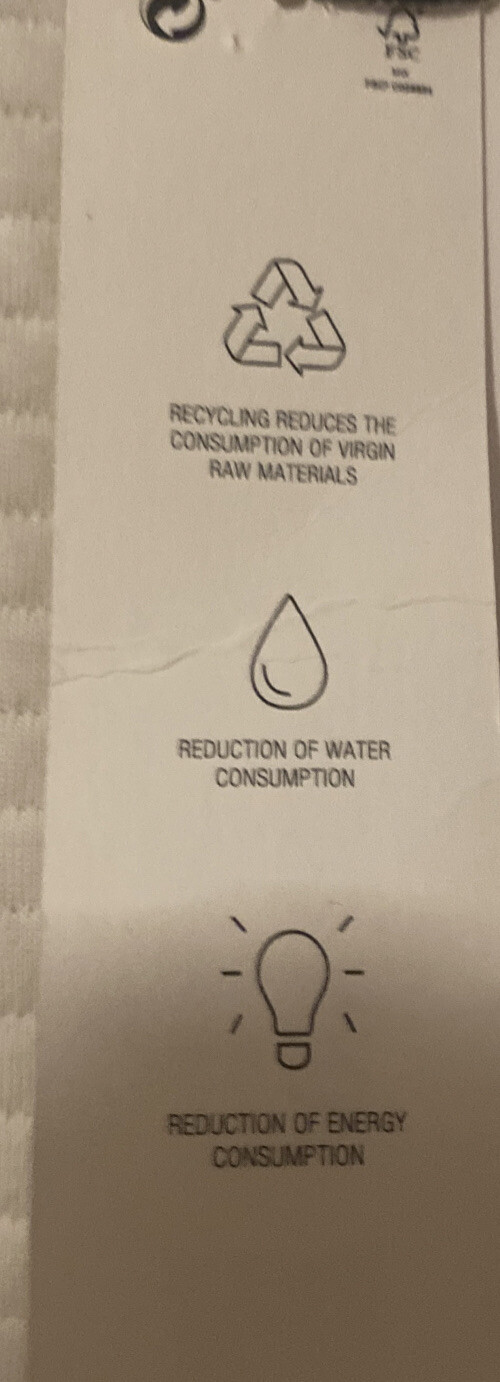 FSC
RECYCLING REDUCES THE
CONSUMPTION OF VIRGIN
RAW MATERIALS
REDUCTION OF WATER
CONSUMPTION
REDUCTION OF ENERGY
CONSUMPTION